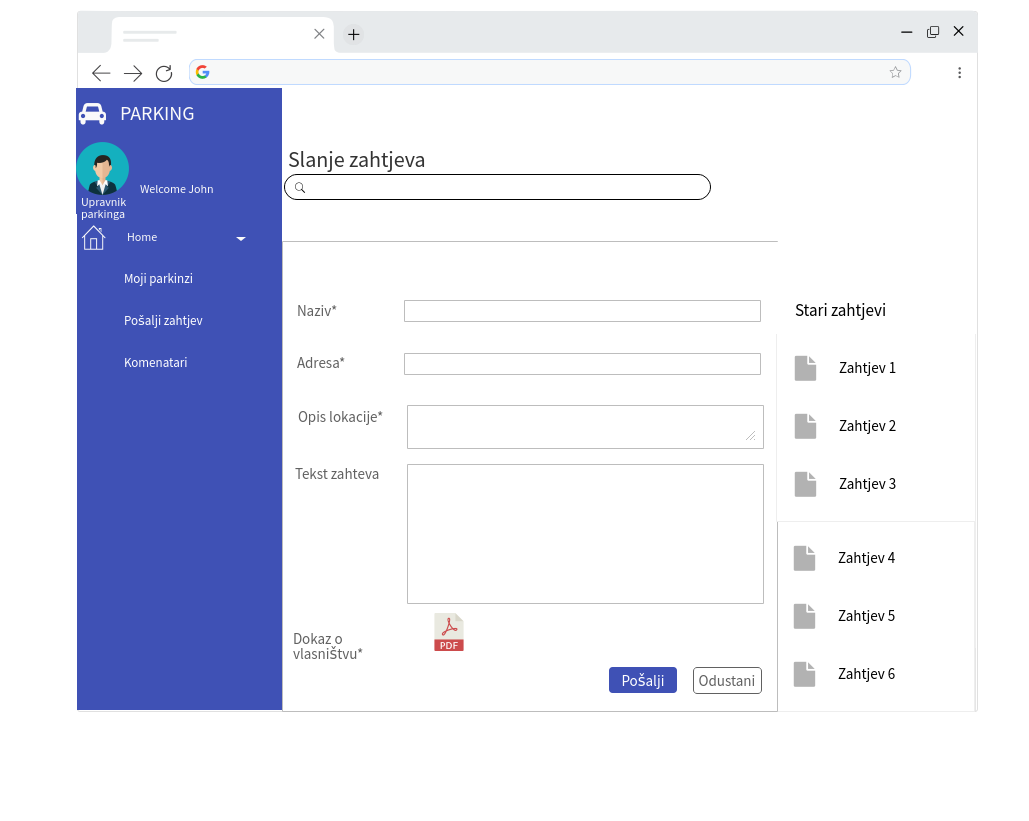 PARKING
Welcome John
Upravnik
parkinga
Home
Moji parkinzi
Pošalji zahtjev
Komenatari
Slanje zahtjeva
Naziv*
Adresa*
Opis lokacije*
Tekst zahteva
Dokaz o
vlasništvu*
PDF
Pošalji
Odustani
Stari zahtjevi
Zahtjev 1
Zahtjev 2
Zahtjev 3
Zahtjev 4
Zahtjev 5
Zahtjev 6